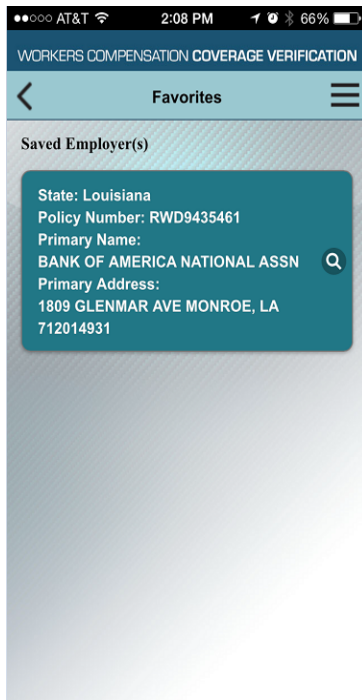 AT&T 2:08 PM 66%
WORKERS COMPENSATION COVERAGE VERIFICATION
Favorites
Saved Employer(s)
State: Louisiana
Policy Number: RWD9435461
Primary Name:
BANK OF AMERICA NATIONAL ASSN
Primary Address:
1809 GLENMAR AVE MONROE, LA
712014931